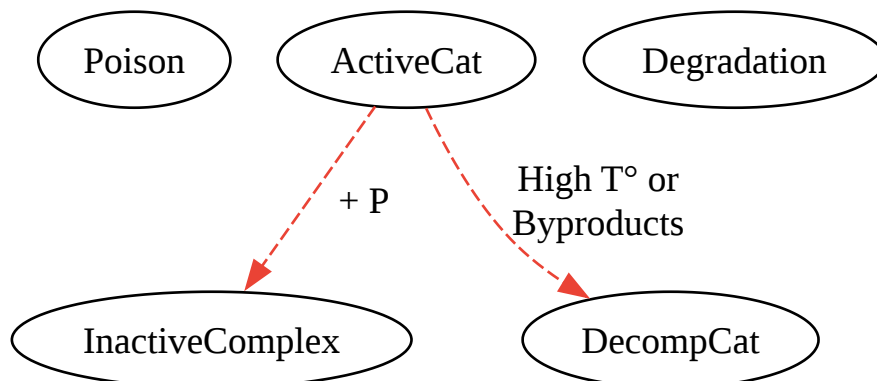 Poison
ActiveCat
Degradation
+ P
High T° or
Byproducts
InactiveComplex
DecompCat